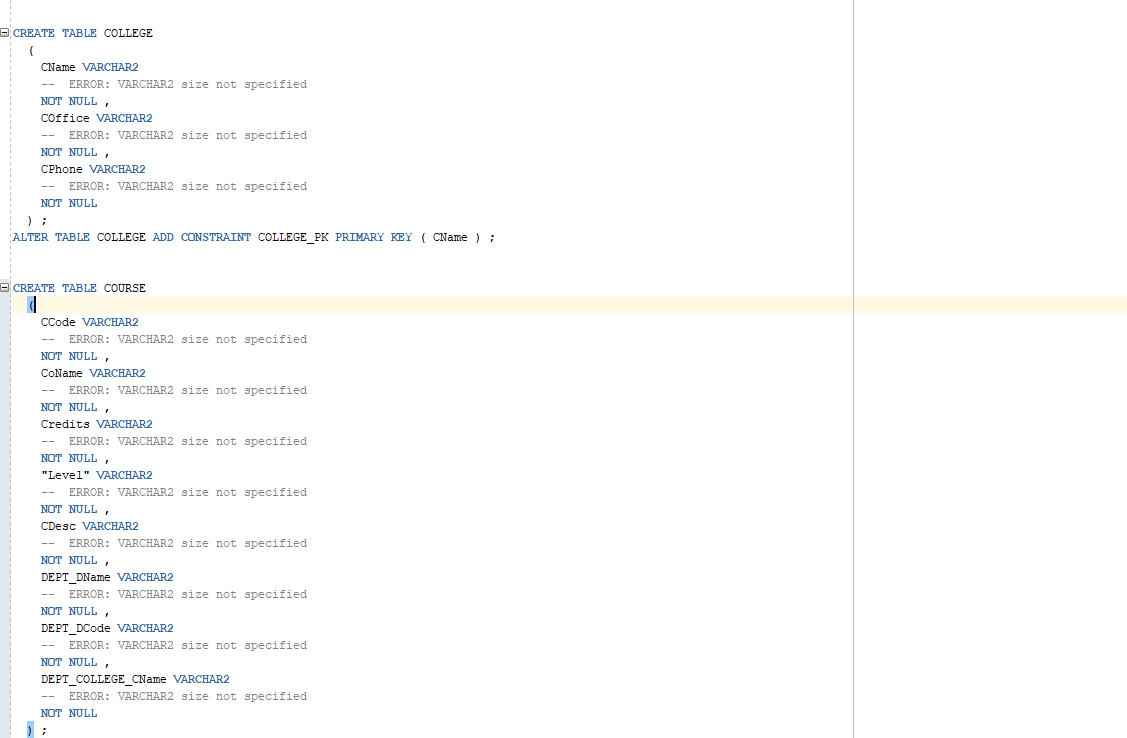 CREATE TABLE COLLEGE
(
CName VARCHAR2
-- ERROR: VARCHAR2 size not specified
NOT NULL ,
COffice VARCHAR2
-- ERROR: VARCHAR2 size not specified
NOT NULL ,
CPhone VARCHAR2
-- ERROR: VARCHAR2 size not specified
NOT NULL
) ;
ALTER TABLE COLLEGE ADD CONSTRAINT COLLEGE_PK PRIMARY KEY ( CName ) ;
CREATE TABLE COURSE
(
CCode VARCHAR2
-- ERROR: VARCHAR2 size not specified
NOT NULL ,
CoName VARCHAR2
-- ERROR: VARCHAR2 size not specified
NOT NULL ,
Credits VARCHAR2
-- ERROR: VARCHAR2 size not specified
NOT NULL ,
"Level" VARCHAR2
-- ERROR: VARCHAR2 size not specified
NOT NULL ,
CDesc VARCHAR2
-- ERROR: VARCHAR2 size not specified
NOT NULL ,
DEPT_DName VARCHAR2
-- ERROR: VARCHAR2 size not specified
NOT NULL ,
DEPT_DCode VARCHAR2
-- ERROR: VARCHAR2 size not specified
NOT NULL ,
DEPT_COLLEGE_CName VARCHAR2
-- ERROR: VARCHAR2 size not specified
NOT NULL
) ;